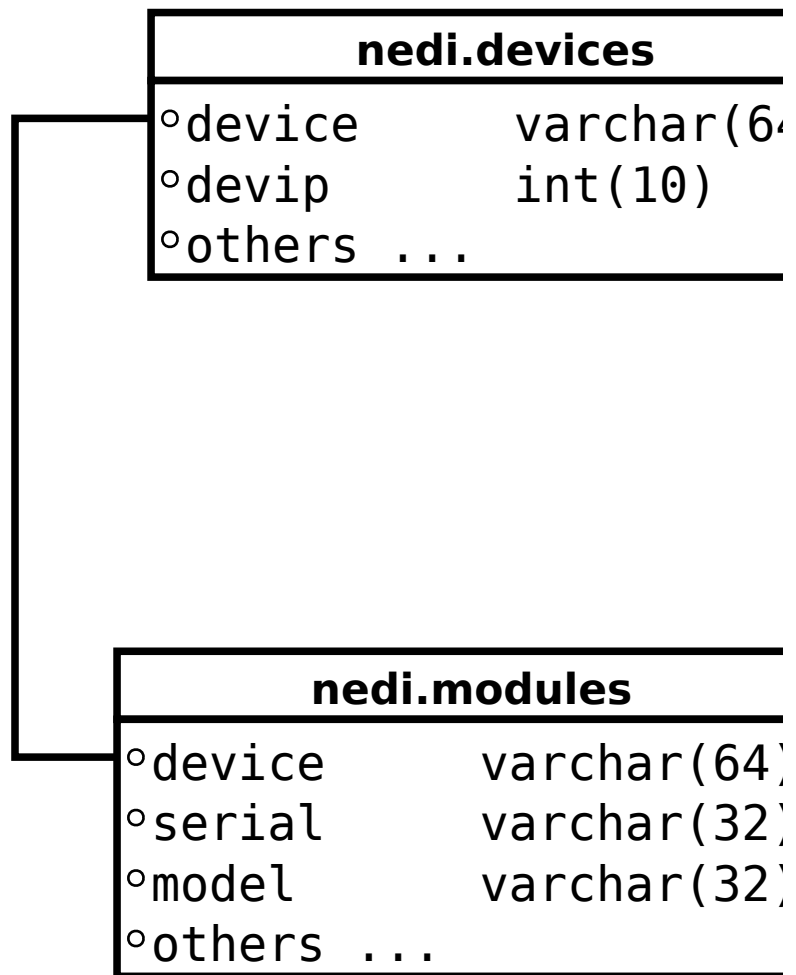 nedi.devices
device varchar(64
devip int(10)
others ...
nedi.modules
device varchar(64)
serial varchar(32)
model varchar(32)
others ...